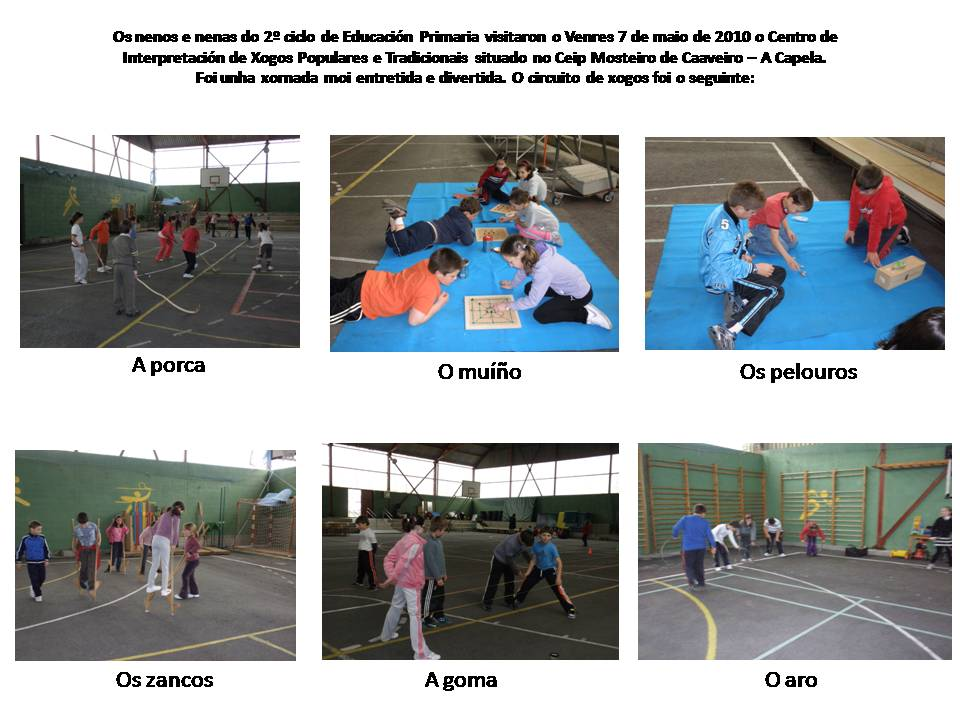 Os nenos e nenas do 2º ciclo de Educación Primaria visitaron o Venres 7 de maio de 2010 o Centro de
Interpretación de Xogos Populares e Tradicionais situado no Ceip Mosteiro de Caaveiro – A Capela.
Foi unha xornada moi entretida e divertida. O circuito de xogos foi o seguinte:
A porca
O muíño
Os pelouros
Os zancos
A goma
O aro